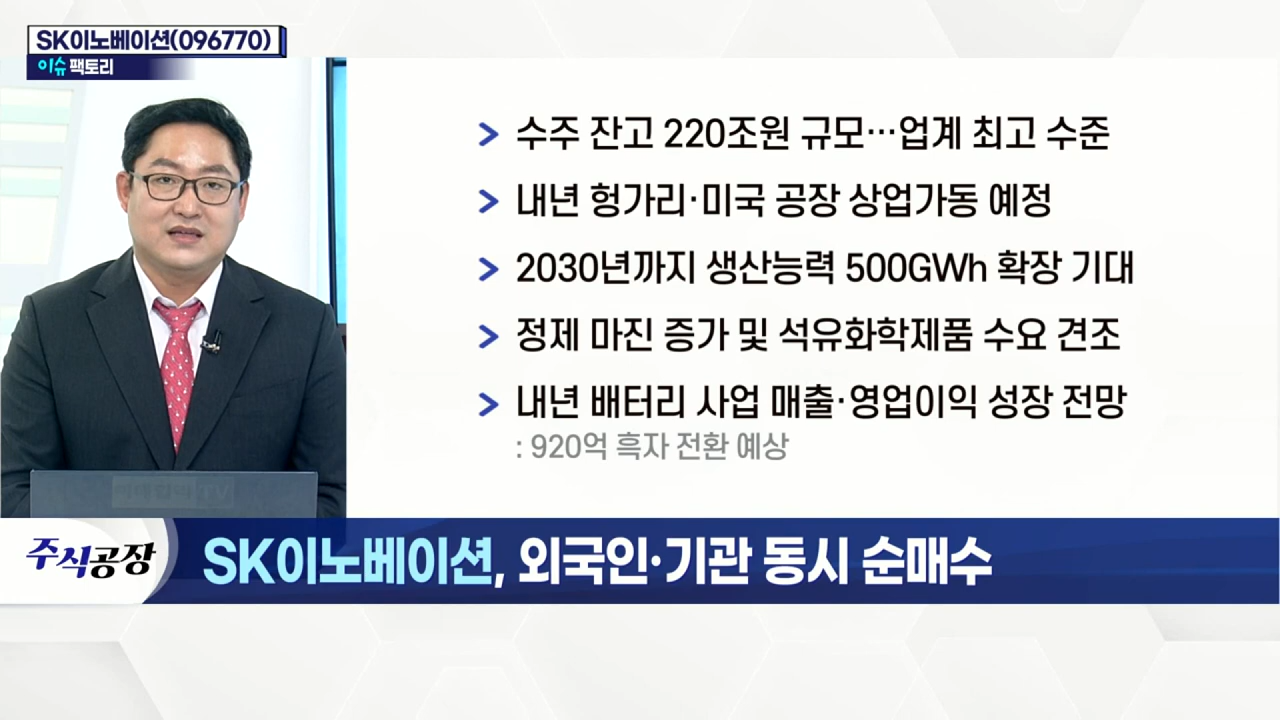 SK이노베이션(096770)
이슈 팩토리
> 수주 잔고 220조원 규모…업계 최고 수준
> 내년 헝가리·미국 공장 상업가동 예정
> 2030년까지 생산능력 500GWh 확장 기대
> 정제 마진 증가 및 석유화학제품 수요 견조
> 내년 배터리 사업 매출·영업이익 성장 전망
: 920억 흑자 전환 예상
주식공장
SK이노베이션, 외국인·기관 동시 순매수